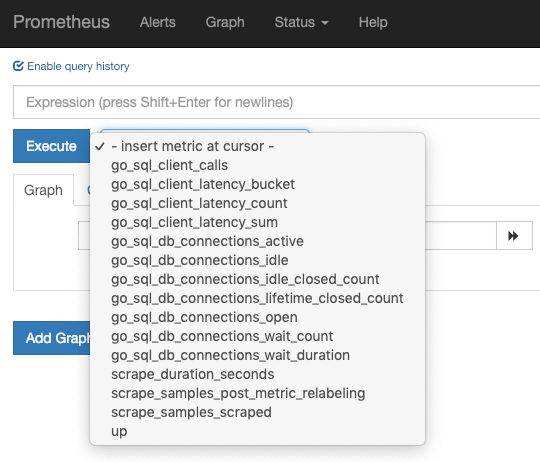 Prometheus Alerts Graph Status Help
Enable query history
Expression (press Shift+Enter for newlines)
Execute
- insert metric at cursor -
go_sql_client_calls
go_sql_client_latency_bucket
go_sql_client_latency_count
go_sql_client_latency_sum
go_sql_db_connections_active
go_sql_db_connections_idle
go_sql_db_connections_idle_closed_count
go_sql_db_connections_lifetime_closed_count
go_sql_db_connections_open
go_sql_db_connections_wait_count
go_sql_db_connections_wait_duration
scrape_duration_seconds
scrape_samples_post_metric_relabeling
scrape_samples_scraped
up
Graph
Add Graph